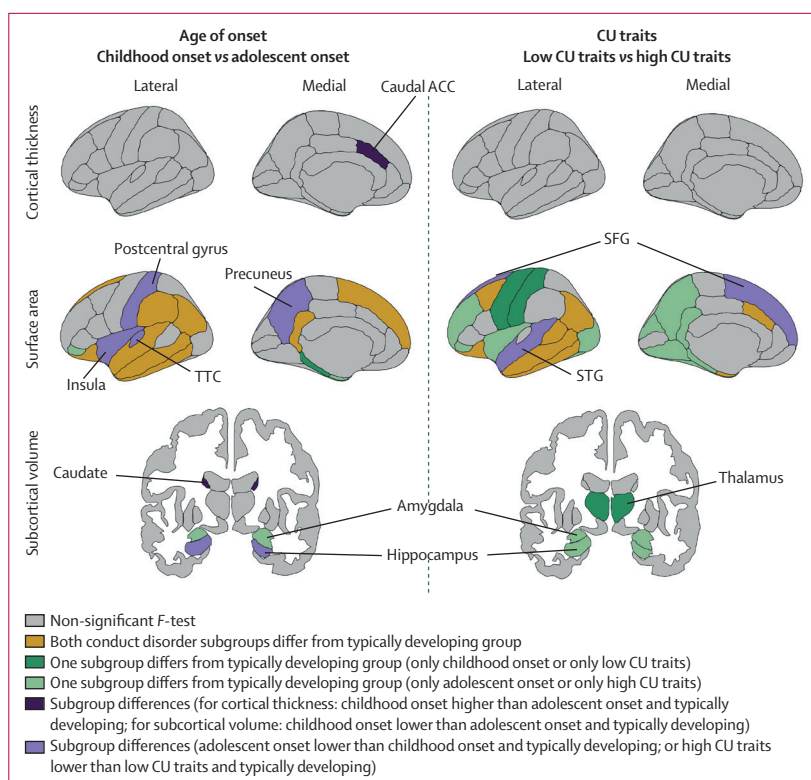 Age of onset
Childhood onset vs adolescent onset
CU traits
Low CU traits vs high CU traits
Lateral
Medial
Caudal ACC
Lateral
Medial
Cortical thickness
Postcentral gyrus
Precuneus
SFG
Surface area
Insula
TTC
STG
Caudate
Thalamus
Amygdala
Hippocampus
Subcortical volume
Non-significant F-test
Both conduct disorder subgroups differ from typically developing group
One subgroup differs from typically developing group (only childhood onset or only low CU traits)
One subgroup differs from typically developing group (only adolescent onset or only high CU traits)
Subgroup differences (for cortical thickness: childhood onset higher than adolescent onset and typically
developing; for subcortical volume: childhood onset lower than adolescent onset and typically developing)
Subgroup differences (adolescent onset lower than childhood onset and typically developing; or high CU traits
lower than low CU traits and typically developing)